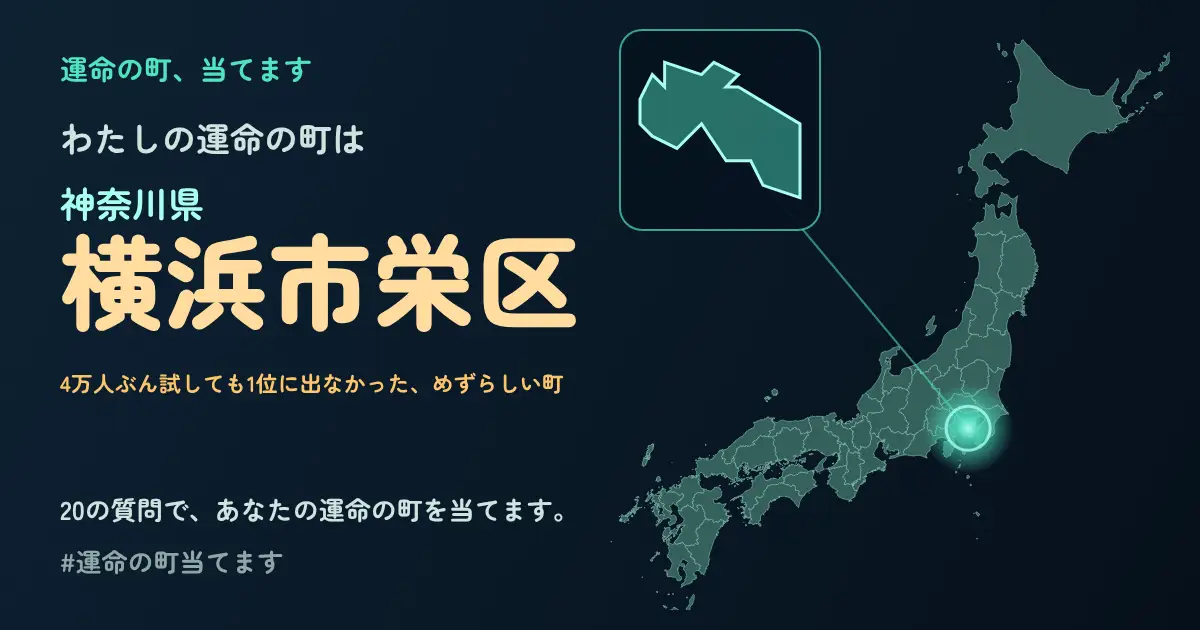 運命の町、当てます
わたしの運命の町は
神奈川県
横浜市栄区
4万人ぶん試しても1位に出なかった、めずらしい町
20の質問で、あなたの運命の町を当てます。
#運命の町当てます